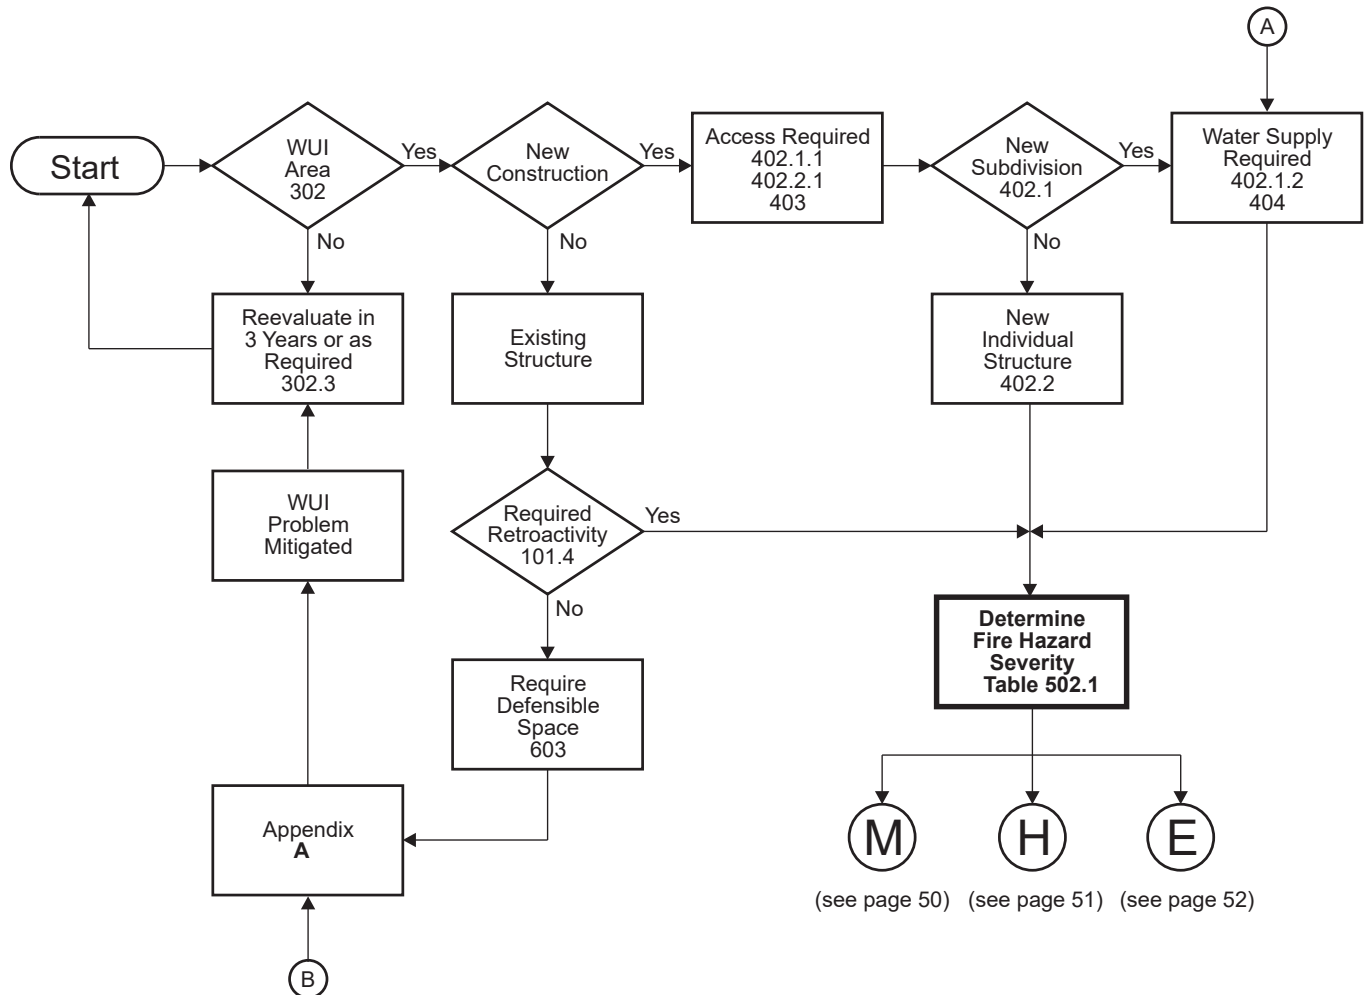 A
Start
WUI
Area
302
Yes
No
New
Construction
Yes
No
Access Required
402.1.1
402.2.1
403
New
Subdivision
402.1
Yes
No
Water Supply
Required
402.1.2
404
Reevaluate in
3 Years or as
Required
302.3
Existing
Structure
New
Individual
Structure
402.2
WUI
Problem
Mitigated
Required
Retroactivity
101.4
Yes
No
Determine
Fire Hazard
Severity
Table 502.1
Require
Defensible
Space
603
Appendix
A
M
H
E
(see page 50)
(see page 51)
(see page 52)
B